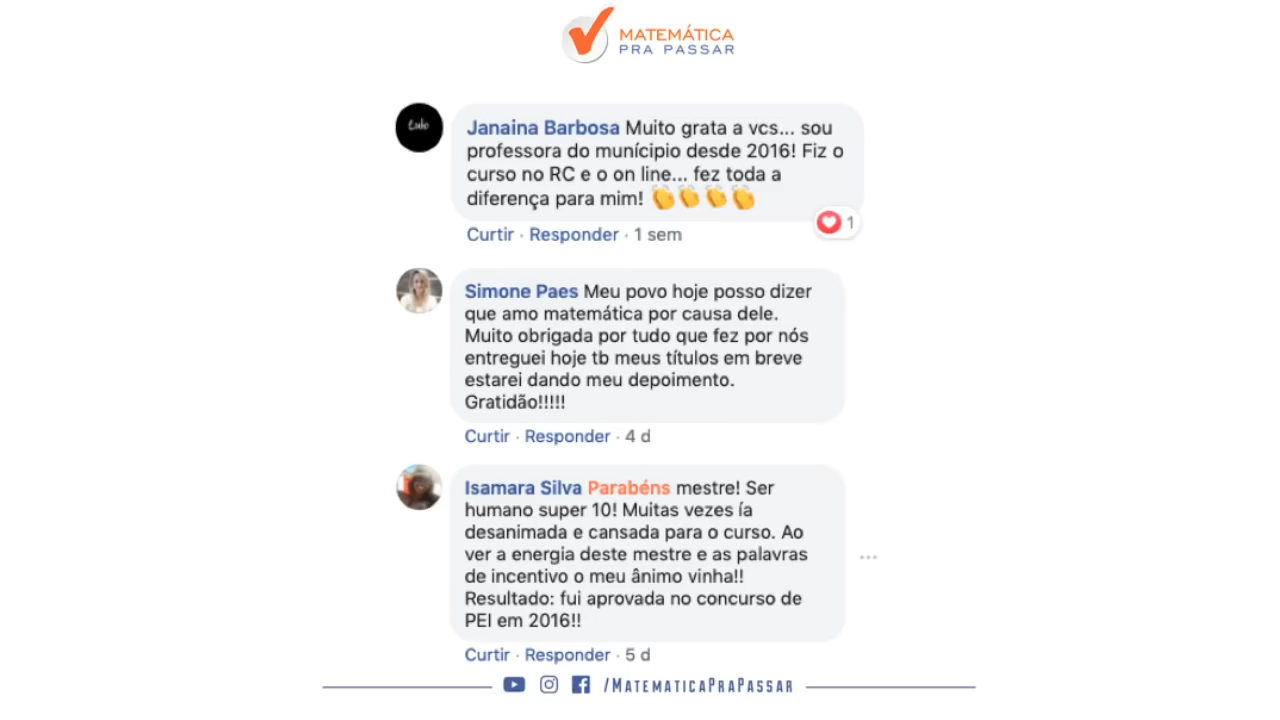 MATEMÁTICA
PRA PASSAR
Janaina Barbosa Muito grata a vcs... sou
professora do munícipio desde 2016! Fiz o
curso no RC e o on line... fez toda a
diferença para mim! 👏👏👏👏
1
Curtir · Responder · 1 sem
Simone Paes Meu povo hoje posso dizer
que amo matemática por causa dele.
Muito obrigada por tudo que fez por nós
entreguei hoje tb meus títulos em breve
estarei dando meu depoimento.
Gratidão!!!!!
Curtir · Responder · 4 d
Isamara Silva Parabéns mestre! Ser
humano super 10! Muitas vezes ía
desanimada e cansada para o curso. Ao
ver a energia deste mestre e as palavras
de incentivo o meu ânimo vinha!!
Resultado: fui aprovada no concurso de
PEI em 2016!!
Curtir · Responder · 5 d
/MATEMATICAPRAPASSAR